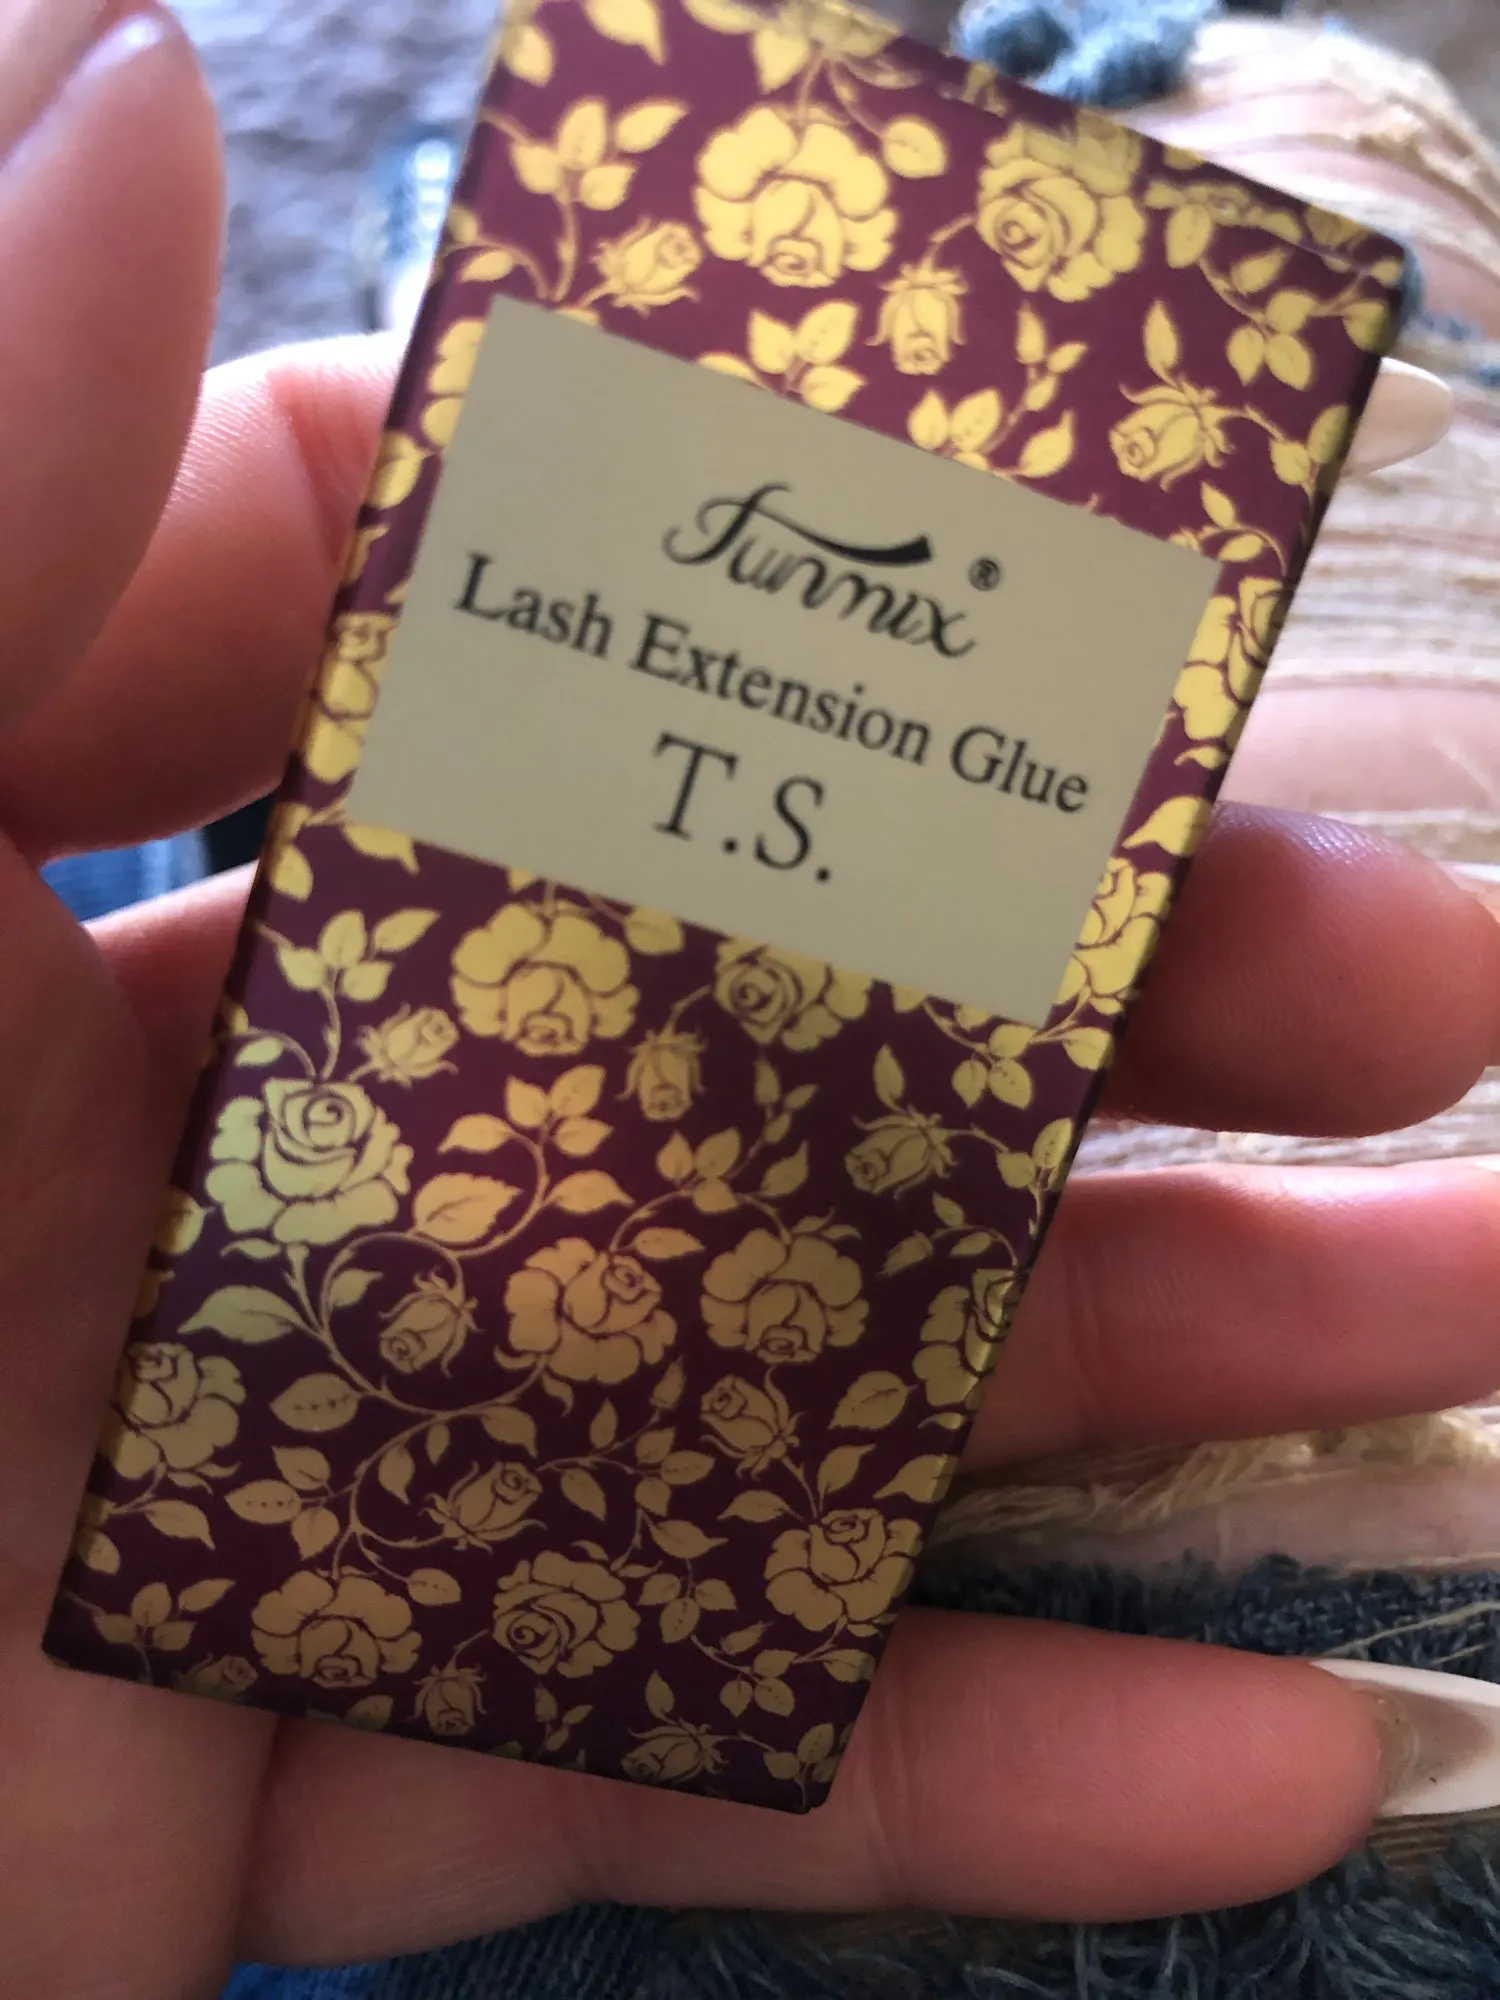 Funmix®
Lash Extension Glue
T.S.